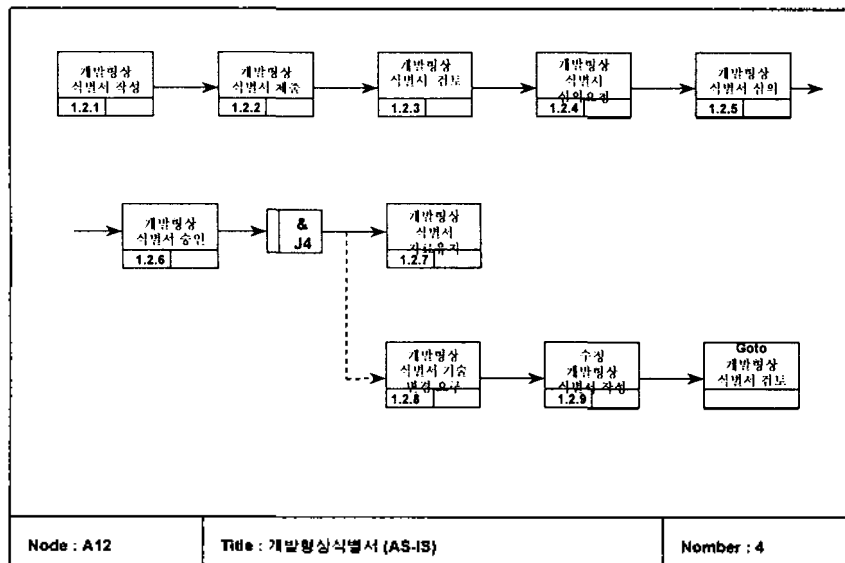 개발형상
식별서 작성
1.2.1
개발형상
식별서 제출
1.2.2
개발형상
식별서 검토
1.2.3
개발형상
식별서
심의요청
1.2.4
개발형상
식별서 심의
1.2.5
개발형상
식별서 승인
1.2.6
&
J4
개발형상
식별서
자료유지
1.2.7
개발형상
식별서 기술
변경 요구
1.2.8
수정
개발형상
식별서 작성
1.2.9
Goto
개발형상
식별서 검토
Node : A12
Title : 개발형상식별서 (AS-IS)
Nomber : 4